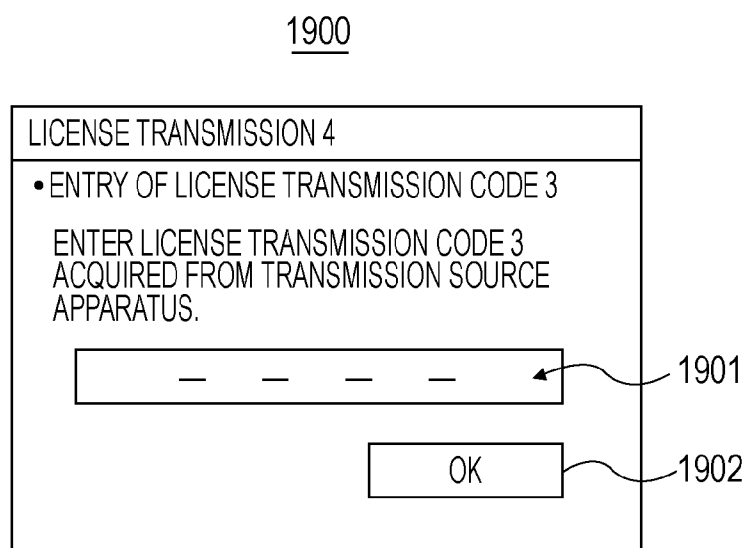 1900
LICENSE TRANSMISSION 4
• ENTRY OF LICENSE TRANSMISSION CODE 3
ENTER LICENSE TRANSMISSION CODE 3
ACQUIRED FROM TRANSMISSION SOURCE
APPARATUS.
— — — —
1901
OK
1902